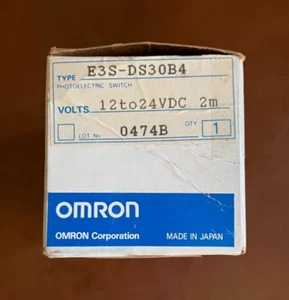 TYPE E3S-DS30B4
PHOTOELECTRIC SWITCH
VOLTS 12to24VDC 2m
LOT No 0474B QTY 1
OMRON
OMRON Corporation MADE IN JAPAN